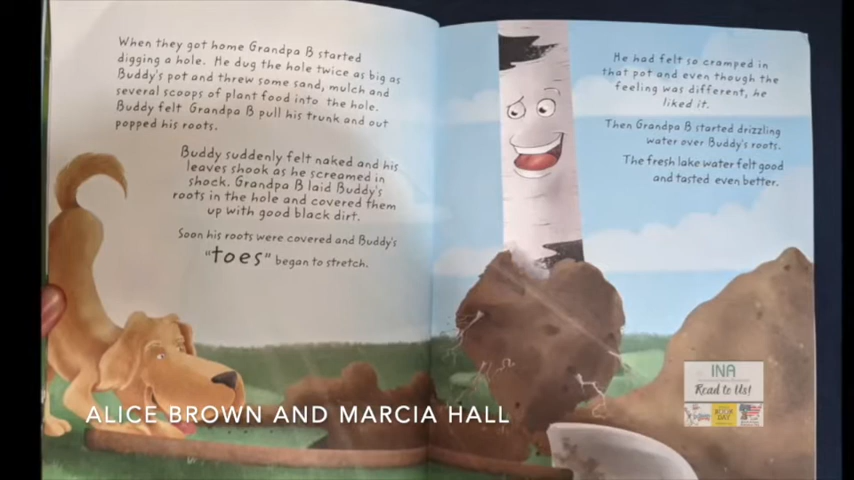 When they got home Grandpa B started
digging a hole. He dug the hole twice as big as
Buddy's pot and threw some sand, mulch and
several scoops of plant food into the hole.
Buddy felt Grandpa B pull his trunk and out
popped his roots.
Buddy suddenly felt naked and his
leaves shook as he screamed in
shock. Grandpa B laid Buddy's
roots in the hole and covered them
up with good black dirt.
Soon his roots were covered and Buddy's
"toes" began to stretch.
He had felt so cramped in
that pot and even though the
feeling was different, he
liked it.
Then Grandpa B started drizzling
water over Buddy's roots.
The fresh lake water felt good
and tasted even better.
INA
Read to Us!
BOOK
DAY
ALICE BROWN AND MARCIA HALL